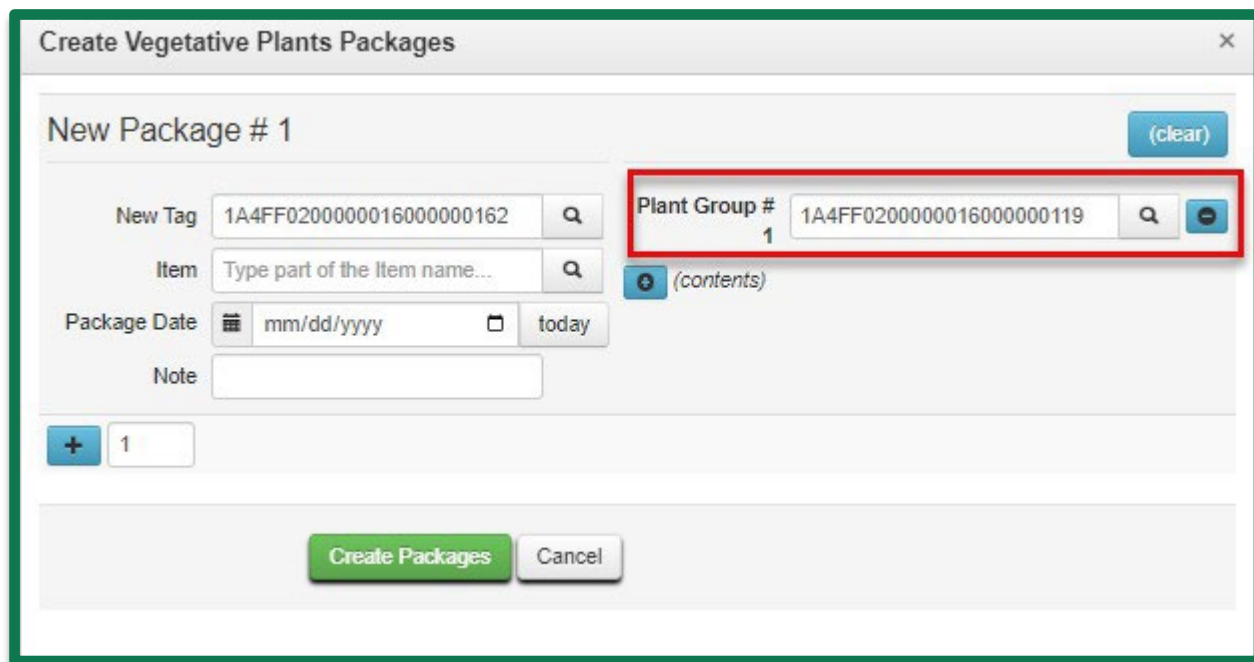 Create Vegetative Plants Packages ×
New Package # 1
(clear)
New Tag 1A4FF0200000016000000162
Plant Group # 1 1A4FF0200000016000000119
Item Type part of the Item name...
(contents)
Package Date mm/dd/yyyy today
Note
1
Create Packages Cancel